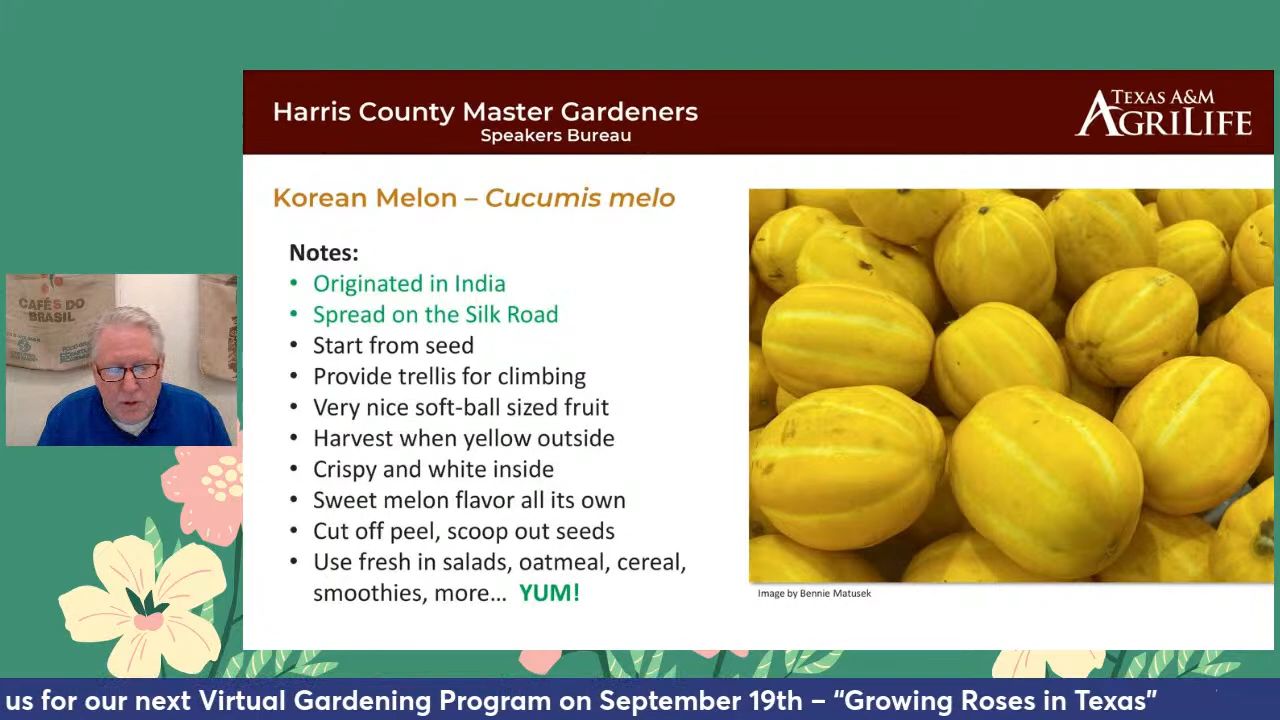 Harris County Master Gardeners
Speakers Bureau
TEXAS A&M
AGRILIFE
Korean Melon – Cucumis melo
Notes:
• Originated in India
• Spread on the Silk Road
• Start from seed
• Provide trellis for climbing
• Very nice soft-ball sized fruit
• Harvest when yellow outside
• Crispy and white inside
• Sweet melon flavor all its own
• Cut off peel, scoop out seeds
• Use fresh in salads, oatmeal, cereal,
smoothies, more... YUM!
Image by Bennie Matusek
CAFÉS DO
BRASIL
us for our next Virtual Gardening Program on September 19th – “Growing Roses in Texas”